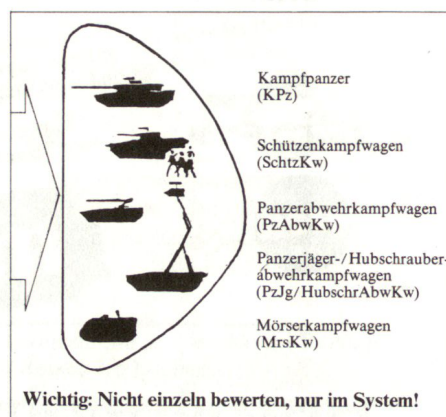 Kampfpanzer
(KPz)
Schützenkampfwagen
(SchtzKw)
Panzerabwehrkampfwagen
(PzAbwKw)
Panzerjäger-/Hubschrauber-
abwehrkampfwagen
(PzJg/HubschrAbwKw)
Mörserkampfwagen
(MrsKw)
Wichtig: Nicht einzeln bewerten, nur im System!